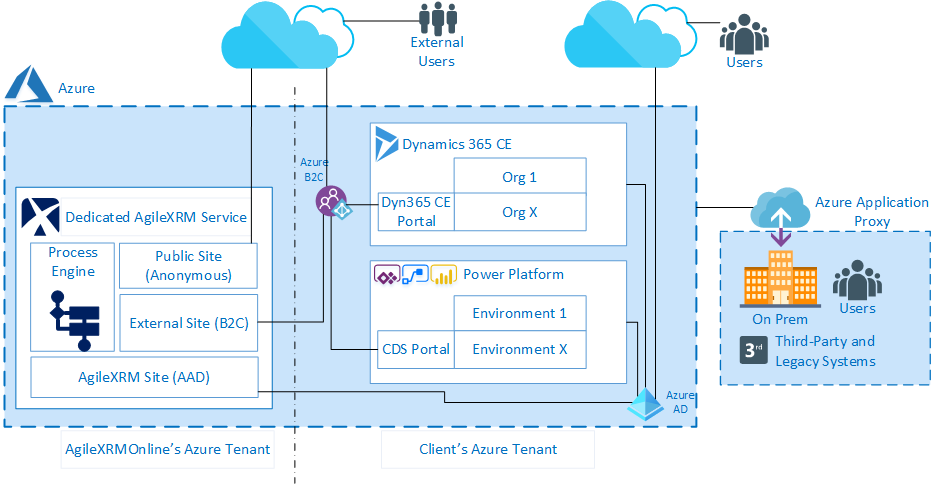 External
Users
Users
Azure
Azure
B2C
Dynamics 365 CE
Org 1
Dyn365 CE
Portal
Org X
Dedicated AgileXRM Service
Process
Engine
Public Site
(Anonymous)
External Site (B2C)
AgileXRM Site (AAD)
Power Platform
Environment 1
CDS Portal
Environment X
Azure
AD
Azure Application
Proxy
On Prem
Users
3rd
Third-Party and
Legacy Systems
AgileXRMOnline's Azure Tenant
Client's Azure Tenant